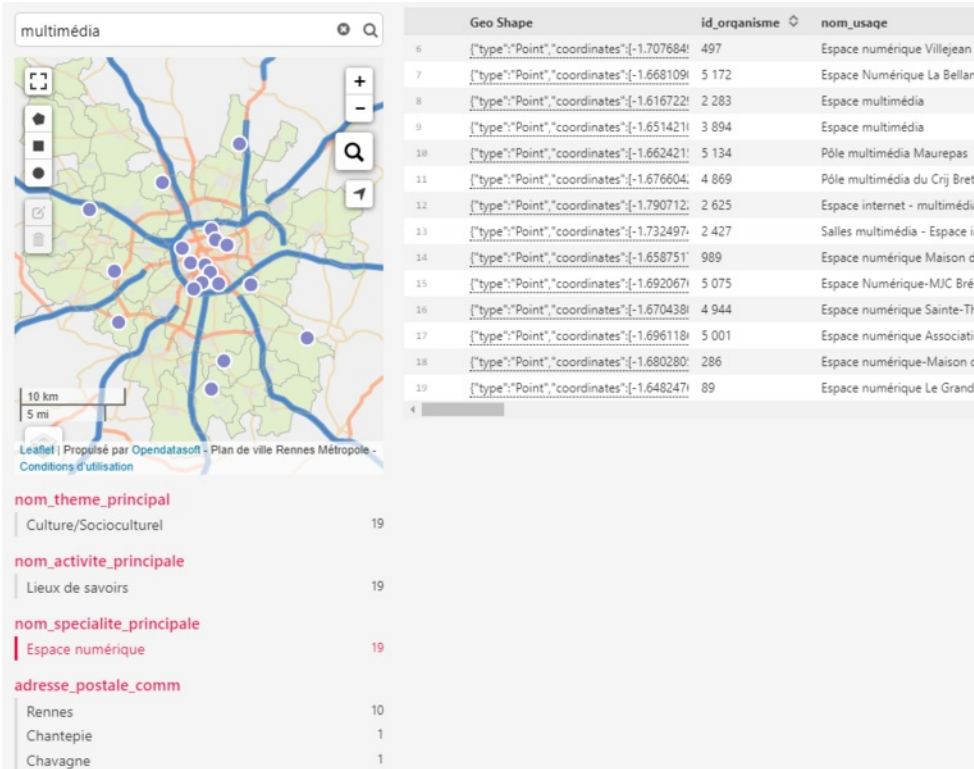 multimédia
10 km
5 mi
Leaflet | Propulsé par Opendatasoft - Plan de ville Rennes Métropole -
Conditions d'utilisation
nom_theme_principal
Culture/Socioculturel 19
nom_activite_principale
Lieux de savoirs 19
nom_specialite_principale
Espace numérique 19
adresse_postale_comm
Rennes 10
Chantepie 1
Chavagne 1
Geo Shape id_organisme nom_usage
6 {"type":"Point","coordinates":[-1.7076849 497 Espace numérique Villejean
7 {"type":"Point","coordinates":[-1.6681090 5 172 Espace Numérique La Bellan
8 {"type":"Point","coordinates":[-1.6167229 2 283 Espace multimédia
9 {"type":"Point","coordinates":[-1.6514210 3 894 Espace multimédia
10 {"type":"Point","coordinates":[-1.662421 5 134 Pôle multimédia Maurepas
11 {"type":"Point","coordinates":[-1.676604 4 869 Pôle multimédia du Crij Bret
12 {"type":"Point","coordinates":[-1.790712 2 625 Espace internet - multimédia
13 {"type":"Point","coordinates":[-1.732497 2 427 Salles multimédia - Espace i
14 {"type":"Point","coordinates":[-1.658751 989 Espace numérique Maison d
15 {"type":"Point","coordinates":[-1.692067 5 075 Espace Numérique-MJC Bré
16 {"type":"Point","coordinates":[-1.670438 4 944 Espace numérique Sainte-Th
17 {"type":"Point","coordinates":[-1.696118 5 001 Espace numérique Associati
18 {"type":"Point","coordinates":[-1.680280 286 Espace numérique-Maison d
19 {"type":"Point","coordinates":[-1.648247 89 Espace numérique Le Grand